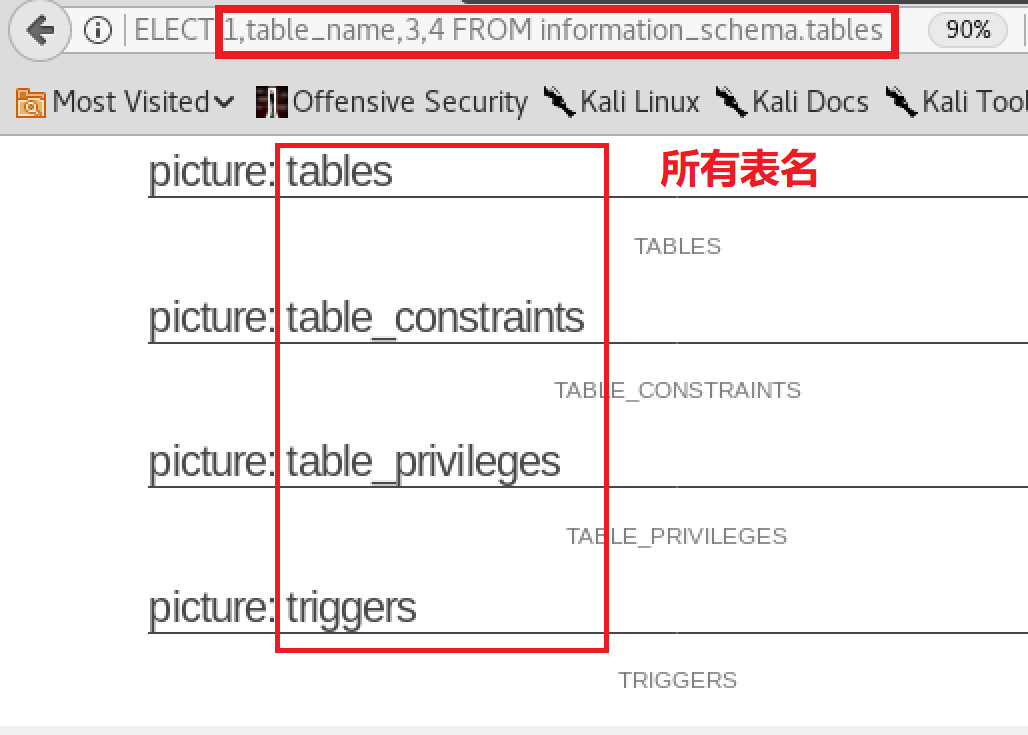 ELECT 1,table_name,3,4 FROM information_schema.tables 90%
Most Visited Offensive Security Kali Linux Kali Docs Kali Tool
picture: tables 所有表名
TABLES
picture: table_constraints
TABLE_CONSTRAINTS
picture: table_privileges
TABLE_PRIVILEGES
picture: triggers
TRIGGERS